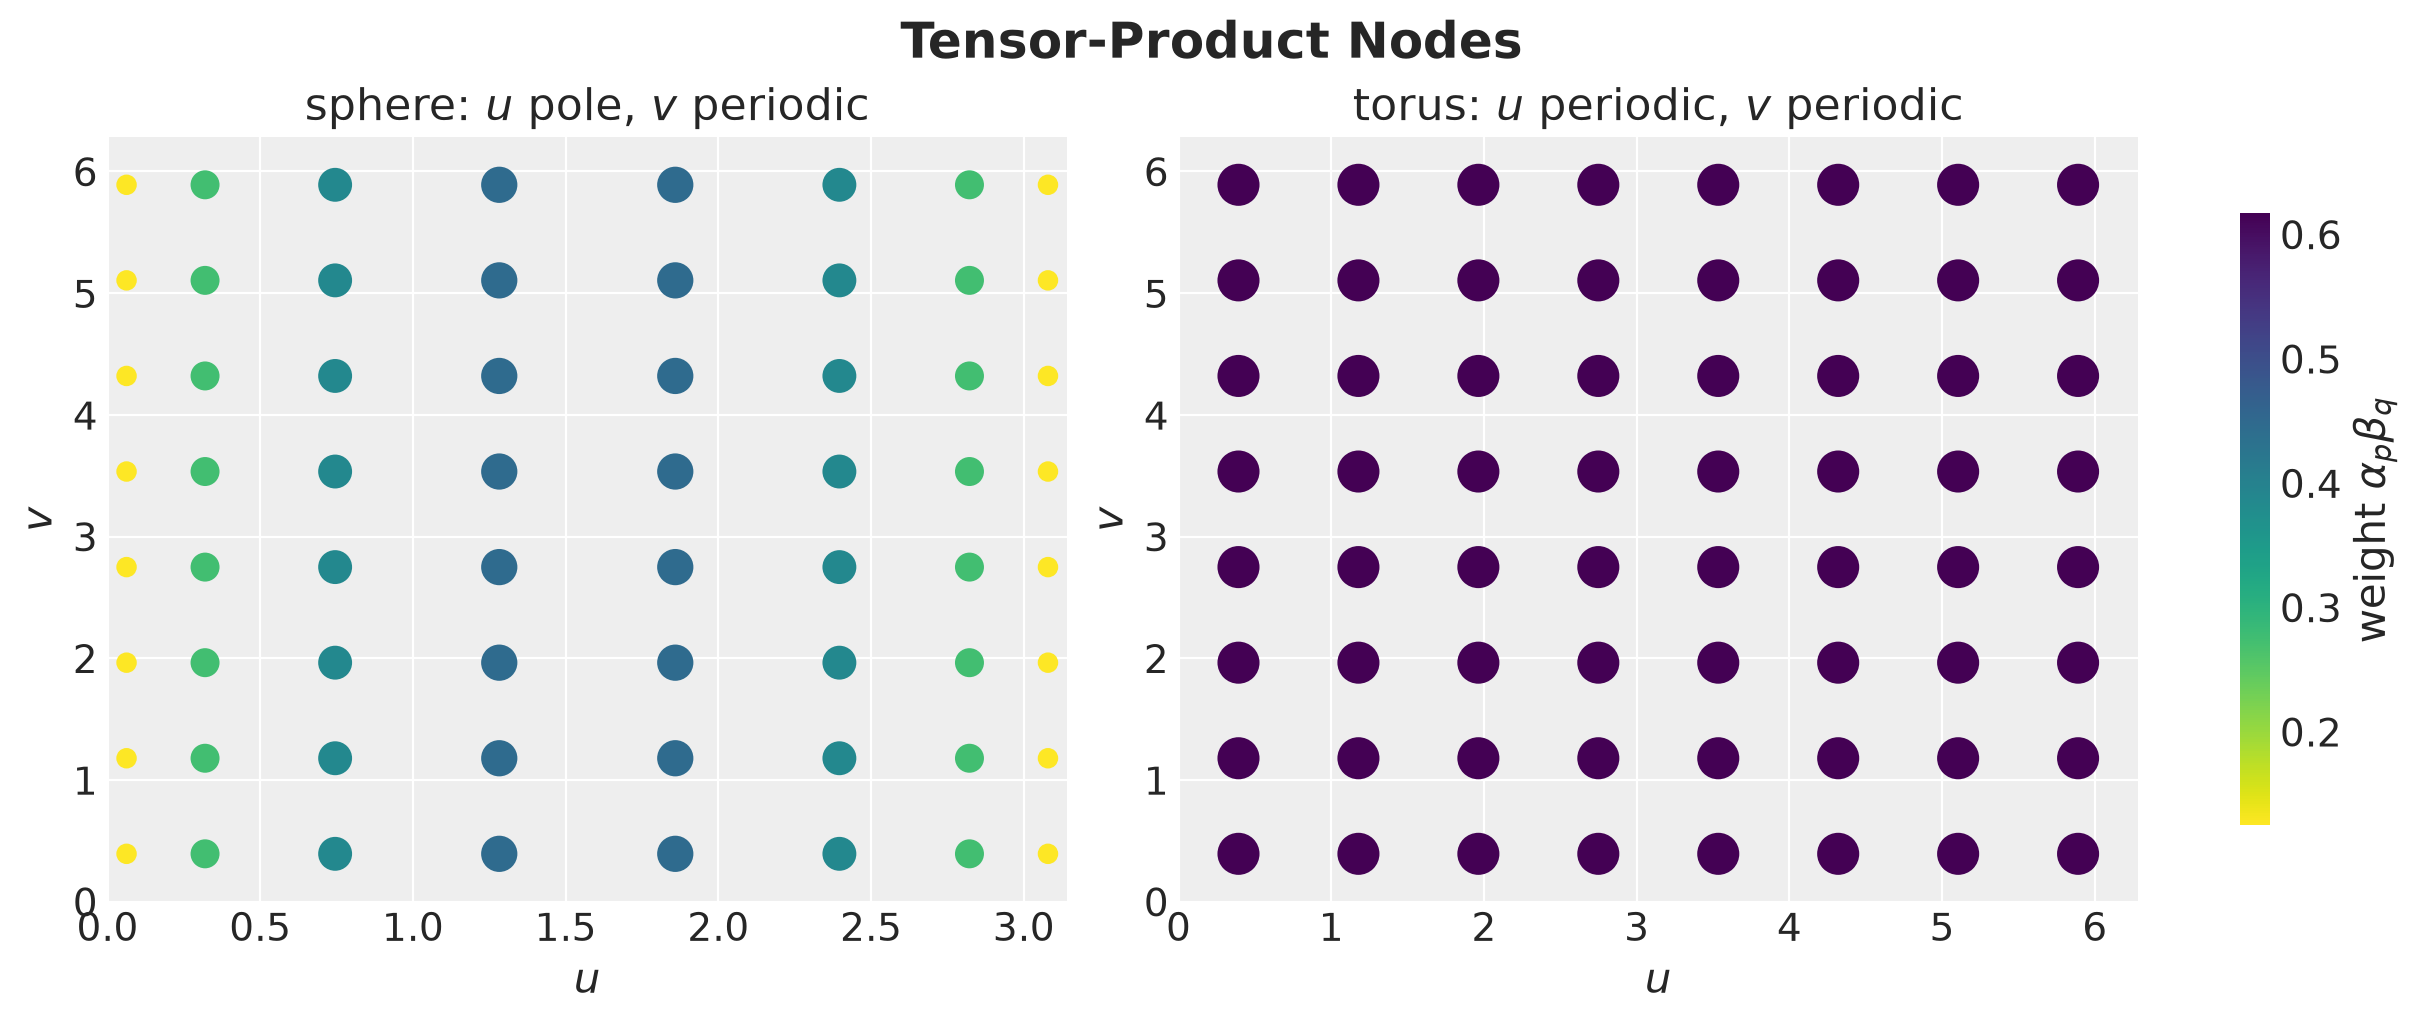 Tensor-Product Nodes
sphere: u pole, v periodic
torus: u periodic, v periodic
6
5
4
3
2
1
0
v
0.0 0.5 1.0 1.5 2.0 2.5 3.0
u
6
5
4
3
2
1
0
v
0 1 2 3 4 5 6
u
0.6
0.5
0.4
0.3
0.2
weight αpβq